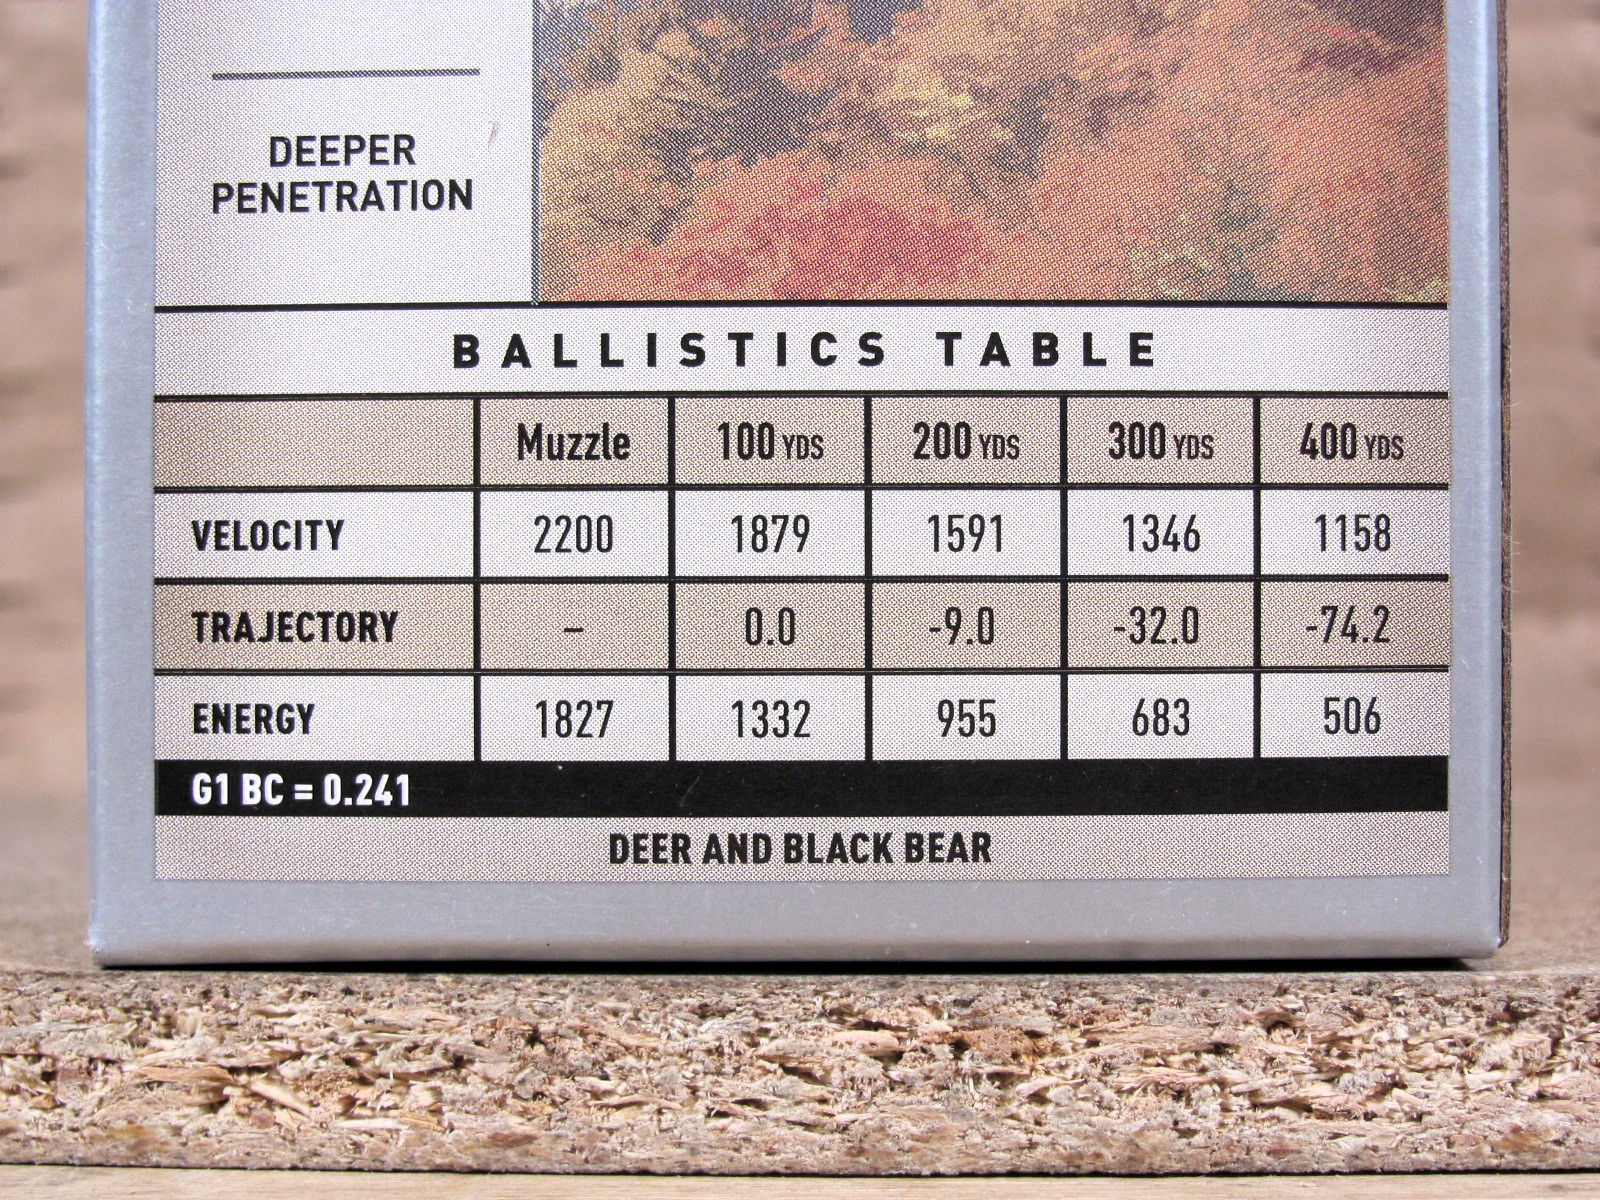 DEEPER
PENETRATION
BALLISTICS TABLE
Muzzle 100 YDS 200 YDS 300 YDS 400 YDS
VELOCITY 2200 1879 1591 1346 1158
TRAJECTORY – 0.0 -9.0 -32.0 -74.2
ENERGY 1827 1332 955 683 506
G1 BC = 0.241
DEER AND BLACK BEAR